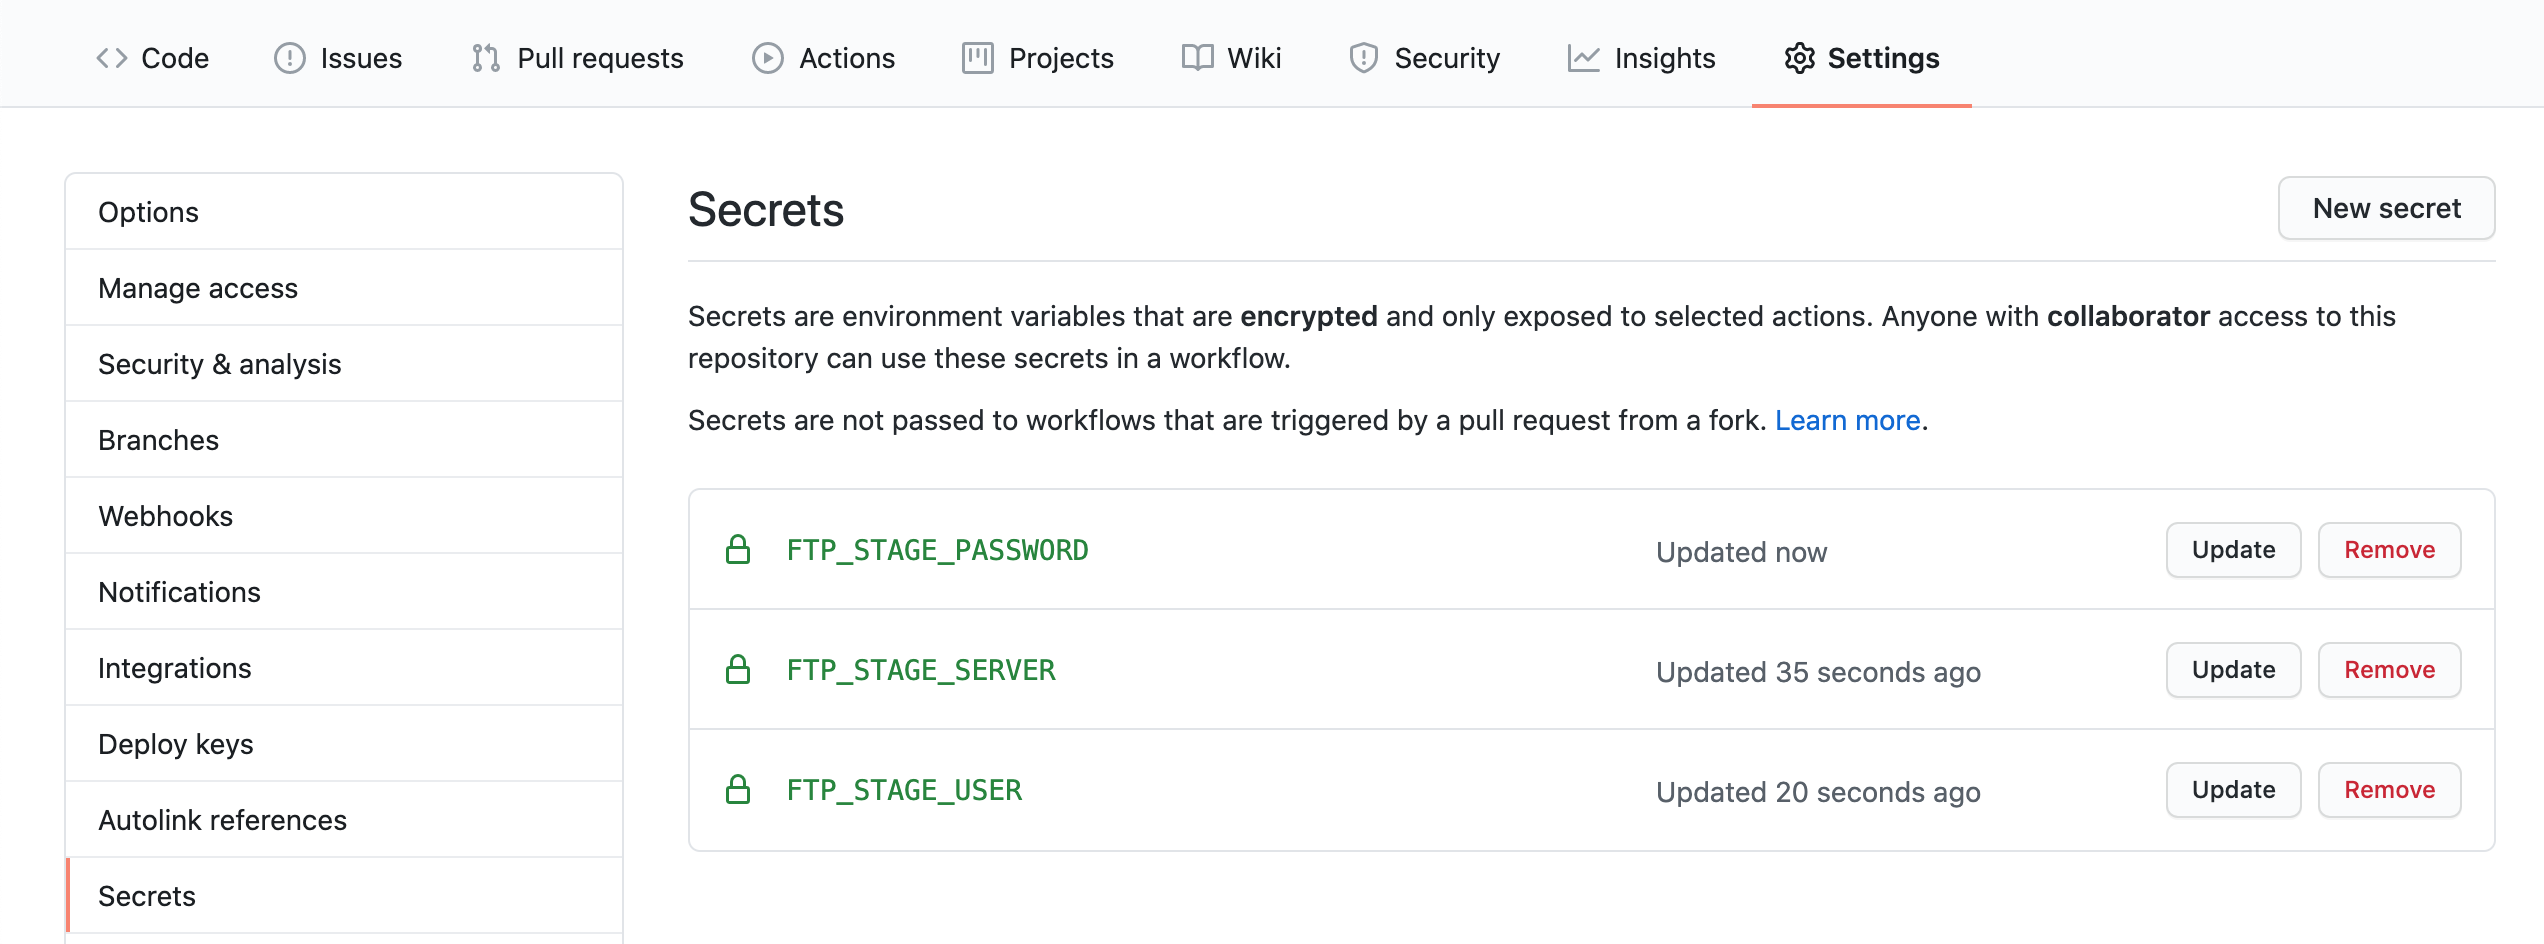 Code Issues Pull requests Actions Projects Wiki Security Insights Settings
Options
Manage access
Security & analysis
Branches
Webhooks
Notifications
Integrations
Deploy keys
Autolink references
Secrets
Secrets
New secret
Secrets are environment variables that are encrypted and only exposed to selected actions. Anyone with collaborator access to this
repository can use these secrets in a workflow.
Secrets are not passed to workflows that are triggered by a pull request from a fork. Learn more.
FTP_STAGE_PASSWORD Updated now Update Remove
FTP_STAGE_SERVER Updated 35 seconds ago Update Remove
FTP_STAGE_USER Updated 20 seconds ago Update Remove